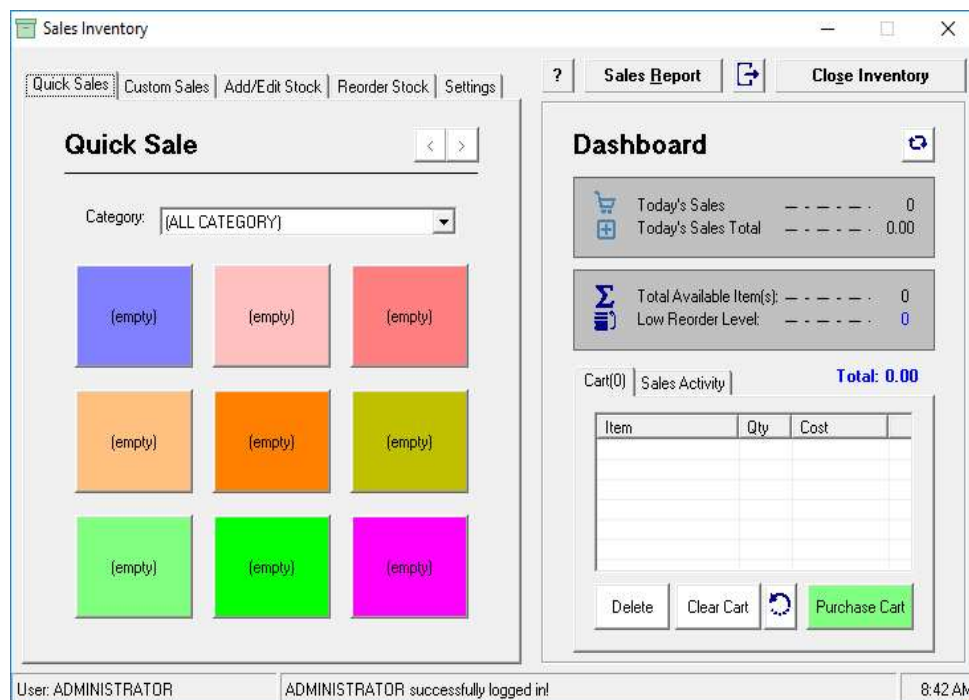 Sales Inventory
Quick Sales Custom Sales Add/Edit Stock Reorder Stock Settings
? Sales Report Close Inventory
Quick Sale < >
Category: (ALL CATEGORY)
(empty) (empty) (empty)
(empty) (empty) (empty)
(empty) (empty) (empty)
Dashboard
Today's Sales — — — — — · 0
Today's Sales Total — — — — — · 0.00
Σ Total Available Item(s): — — — — — · 0
Low Reorder Level: — — — — — · 0
Cart(0) Sales Activity Total: 0.00
Item Qty Cost
Delete Clear Cart Purchase Cart
User: ADMINISTRATOR ADMINISTRATOR successfully logged in! 8:42 AM